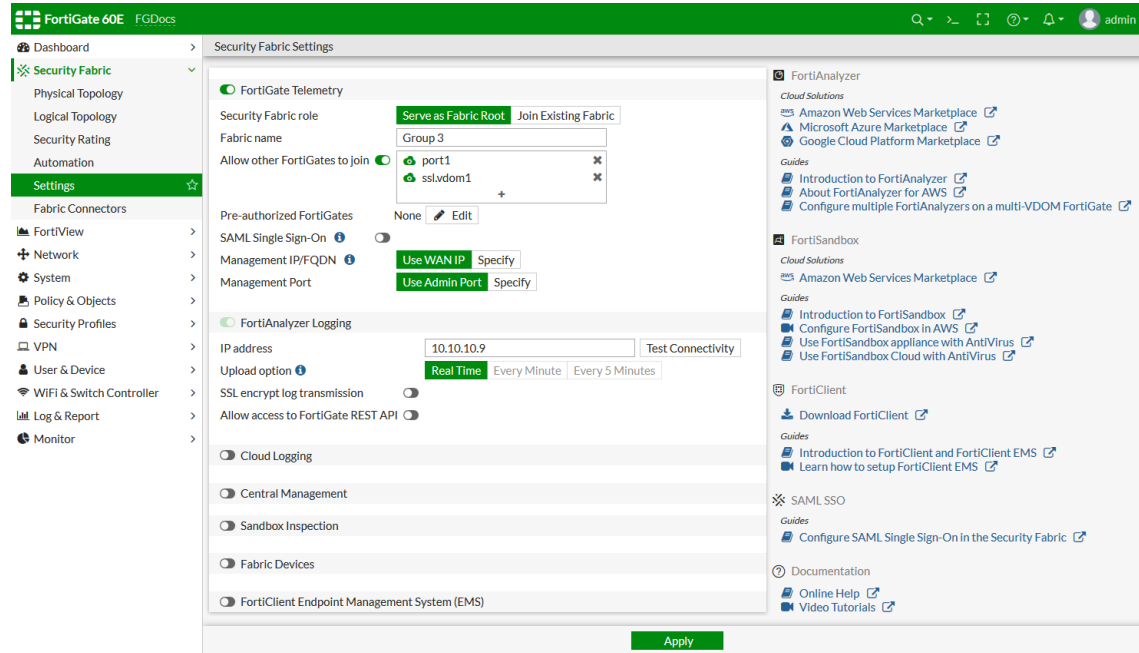 FortiGate 60E FGDocs
admin
Dashboard
Security Fabric
Physical Topology
Logical Topology
Security Rating
Automation
Settings
Fabric Connectors
FortiView
Network
System
Policy & Objects
Security Profiles
VPN
User & Device
WiFi & Switch Controller
Log & Report
Monitor
Security Fabric Settings
FortiGate Telemetry
Security Fabric role Serve as Fabric Root Join Existing Fabric
Fabric name Group 3
Allow other FortiGates to join port1
ssl.vdom1
+
Pre-authorized FortiGates None Edit
SAML Single Sign-On
Management IP/FQDN Use WAN IP Specify
Management Port Use Admin Port Specify
FortiAnalyzer Logging
IP address 10.10.10.9 Test Connectivity
Upload option Real Time Every Minute Every 5 Minutes
SSL encrypt log transmission
Allow access to FortiGate REST API
Cloud Logging
Central Management
Sandbox Inspection
Fabric Devices
FortiClient Endpoint Management System (EMS)
Apply
FortiAnalyzer
Cloud Solutions
aws Amazon Web Services Marketplace
Microsoft Azure Marketplace
Google Cloud Platform Marketplace
Guides
Introduction to FortiAnalyzer
About FortiAnalyzer for AWS
Configure multiple FortiAnalyzers on a multi-VDOM FortiGate
FortiSandbox
Cloud Solutions
aws Amazon Web Services Marketplace
Guides
Introduction to FortiSandbox
Configure FortiSandbox in AWS
Use FortiSandbox appliance with AntiVirus
Use FortiSandbox Cloud with AntiVirus
FortiClient
Download FortiClient
Guides
Introduction to FortiClient and FortiClient EMS
Learn how to setup FortiClient EMS
SAML SSO
Guides
Configure SAML Single Sign-On in the Security Fabric
Documentation
Online Help
Video Tutorials